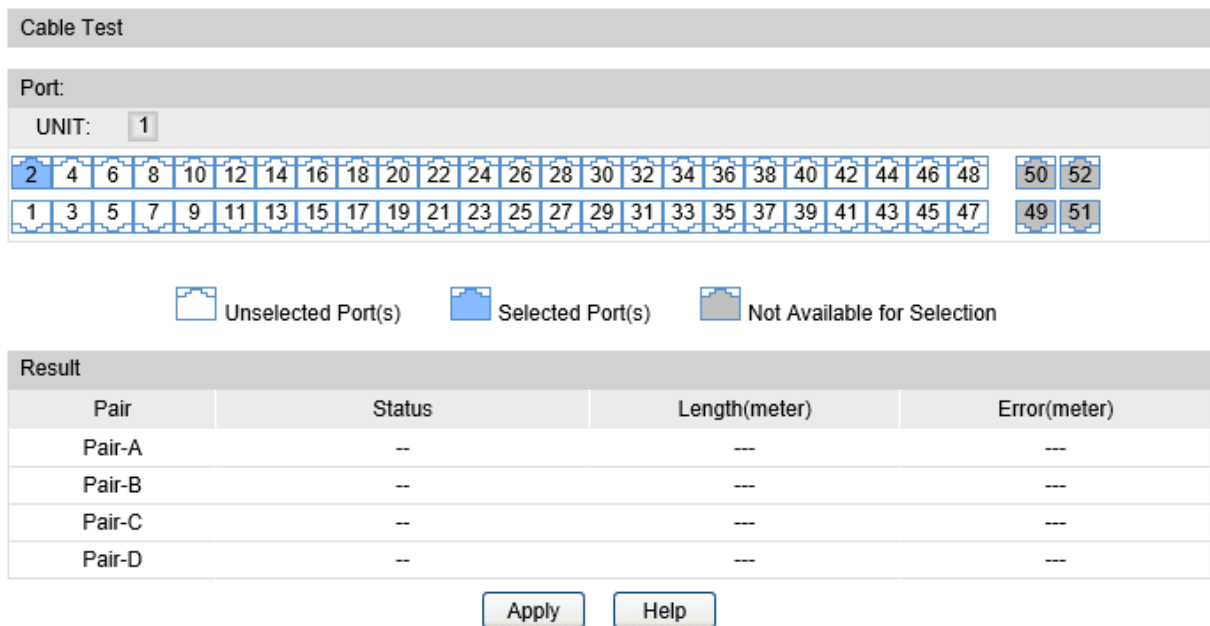 Cable Test
Port:
UNIT: 1
2 4 6 8 10 12 14 16 18 20 22 24 26 28 30 32 34 36 38 40 42 44 46 48 50 52
1 3 5 7 9 11 13 15 17 19 21 23 25 27 29 31 33 35 37 39 41 43 45 47 49 51
Unselected Port(s) Selected Port(s) Not Available for Selection
Result
Pair Status Length(meter) Error(meter)
Pair-A -- --- ---
Pair-B -- --- ---
Pair-C -- --- ---
Pair-D -- --- ---
Apply Help